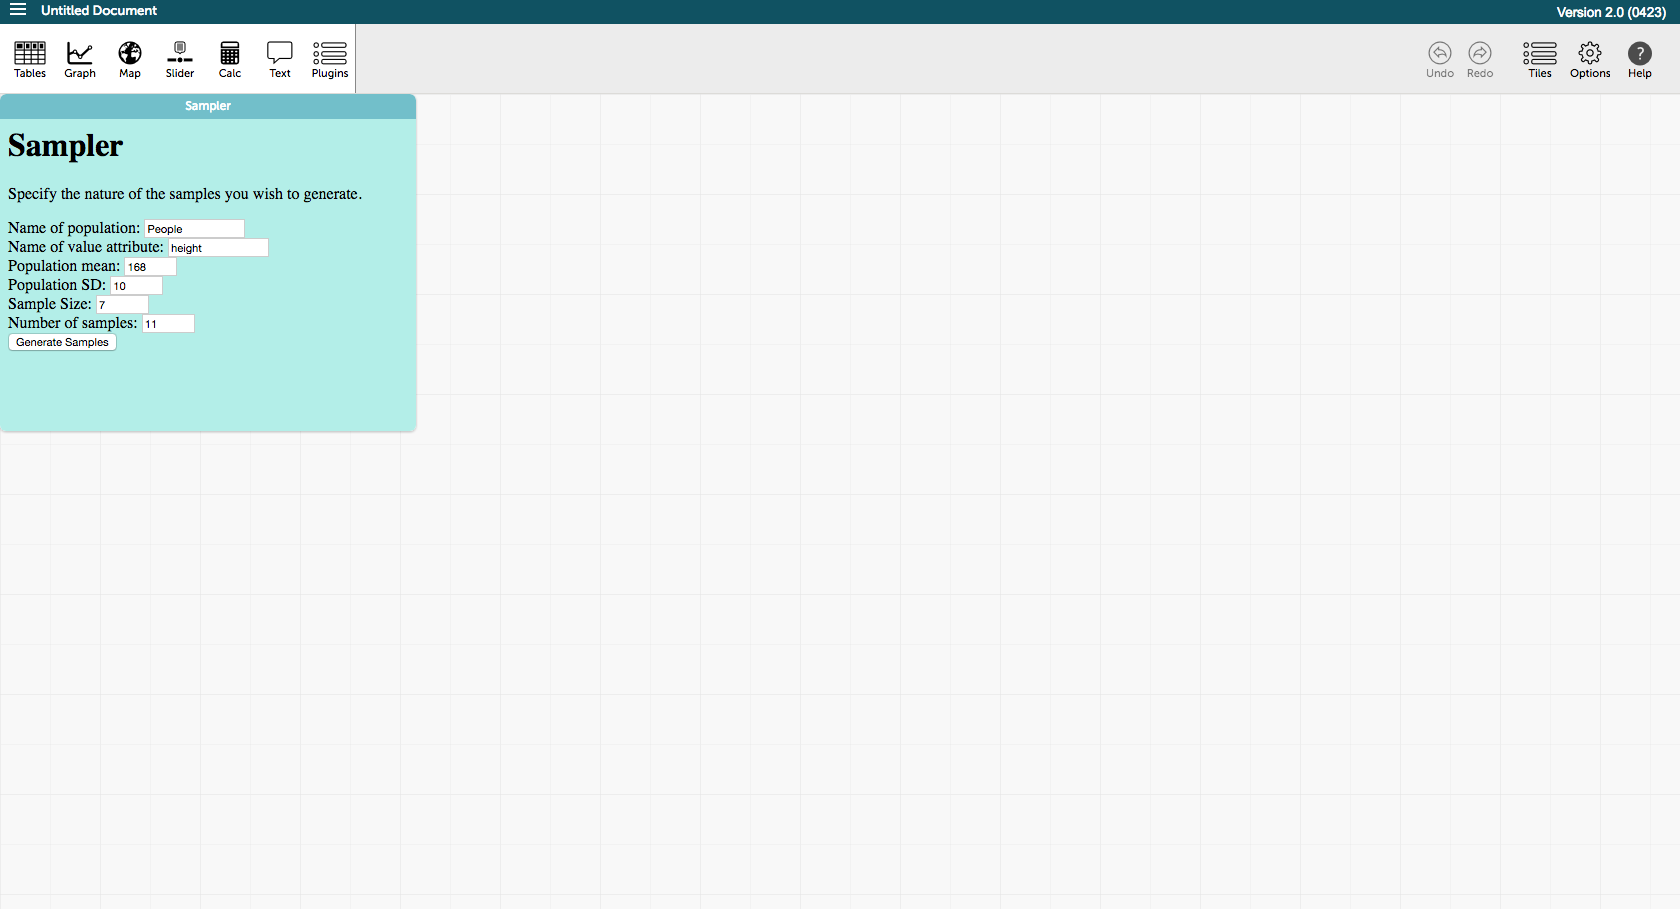 Untitled Document
Version 2.0 (0423)
Tables Graph Map Slider Calc Text Plugins
Undo Redo Tiles Options Help
?
Sampler
Sampler
Specify the nature of the samples you wish to generate.
Name of population: People
Name of value attribute: height
Population mean: 168
Population SD: 10
Sample Size: 7
Number of samples: 11
Generate Samples